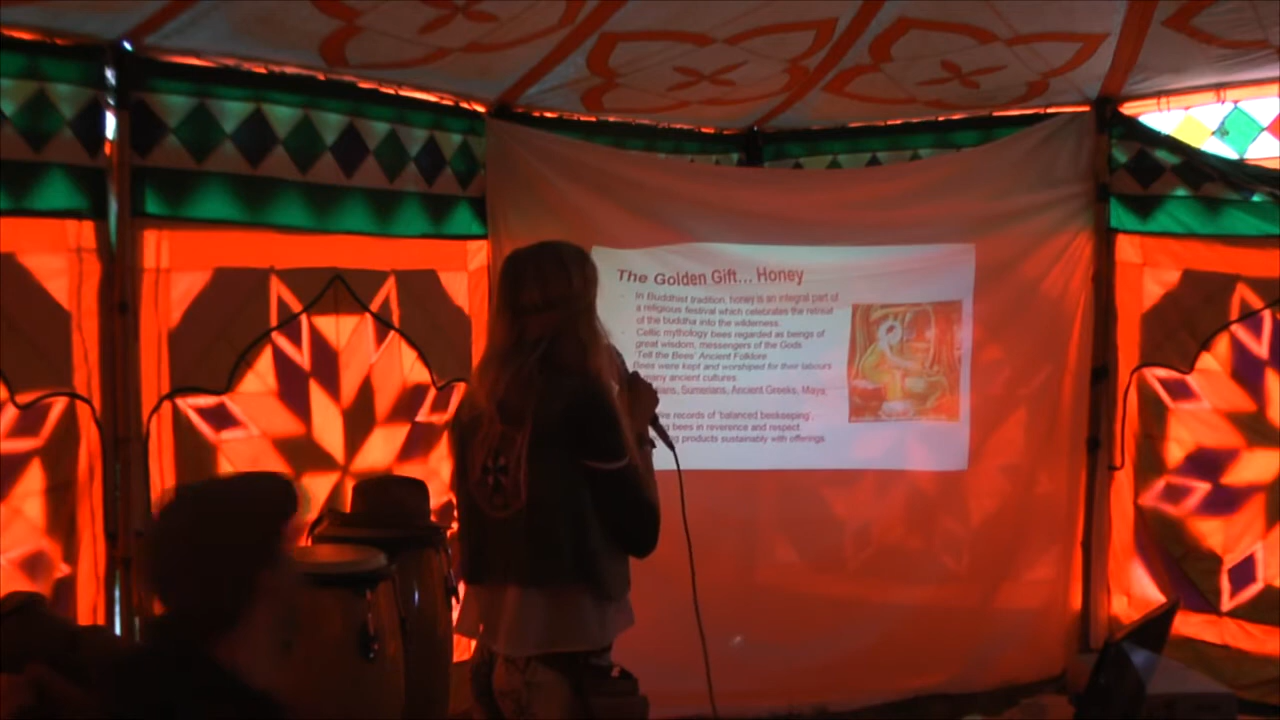 The Golden Gift... Honey
In Buddhist tradition, honey is an integral part of
a religious festival which celebrates the retreat
of the buddha into the wilderness.
Celtic mythology bees regarded as beings of
great wisdom, messengers of the Gods
'Tell the Bees' Ancient Folklore
Bees were kept and worshiped for their labours
many ancient cultures.
Sumerians, Ancient Greeks, Maya,
records of 'balanced beekeeping',
bees in reverence and respect.
products sustainably with offerings